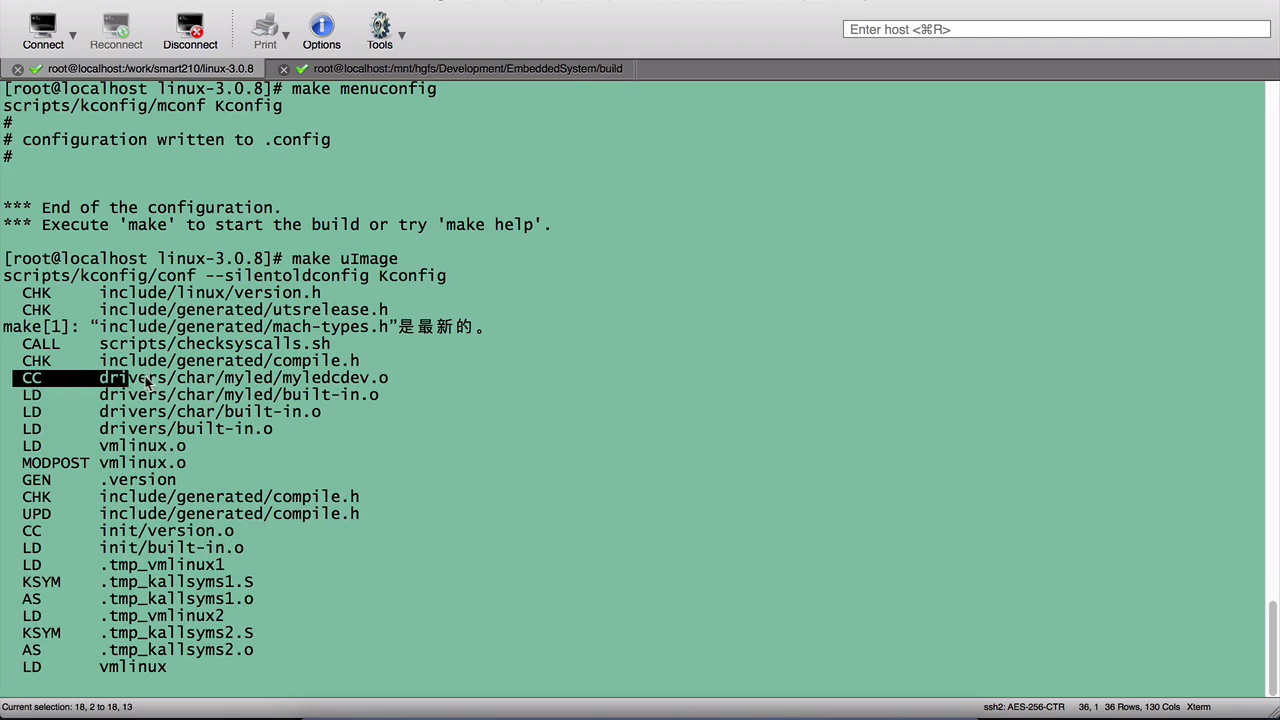 Connect
Reconnect
Disconnect
Print
Options
Tools
Enter host <⌘R>
root@localhost:/work/smart210/linux-3.0.8
root@localhost:/mnt/hgfs/Development/EmbeddedSystem/build
[root@localhost linux-3.0.8]# make menuconfig
scripts/kconfig/mconf Kconfig
#
# configuration written to .config
#
*** End of the configuration.
*** Execute 'make' to start the build or try 'make help'.
[root@localhost linux-3.0.8]# make uImage
scripts/kconfig/conf --silentoldconfig Kconfig
CHK include/linux/version.h
CHK include/generated/utsrelease.h
make[1]: “include/generated/mach-types.h”是最新的。
CALL scripts/checksyscalls.sh
CHK include/generated/compile.h
CC drivers/char/myled/myledcdev.o
LD drivers/char/myled/built-in.o
LD drivers/char/built-in.o
LD drivers/built-in.o
LD vmlinux.o
MODPOST vmlinux.o
GEN .version
CHK include/generated/compile.h
UPD include/generated/compile.h
CC init/version.o
LD init/built-in.o
LD .tmp_vmlinux1
KSYM .tmp_kallsyms1.S
AS .tmp_kallsyms1.o
LD .tmp_vmlinux2
KSYM .tmp_kallsyms2.S
AS .tmp_kallsyms2.o
LD vmlinux
Current selection: 18, 2 to 18, 13
ssh2: AES-256-CTR
36, 1
36 Rows, 130 Cols
Xterm